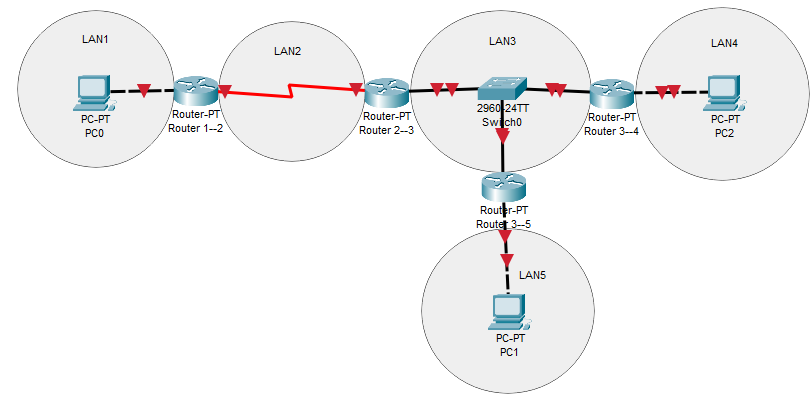 LAN1
LAN2
LAN3
LAN4
PC-PT
PC0
Router-PT
Router 1--2
Router-PT
Router 2--3
2960-24TT
Switch0
Router-PT
Router 3--4
PC-PT
PC2
Router-PT
Router 3--5
LAN5
PC-PT
PC1